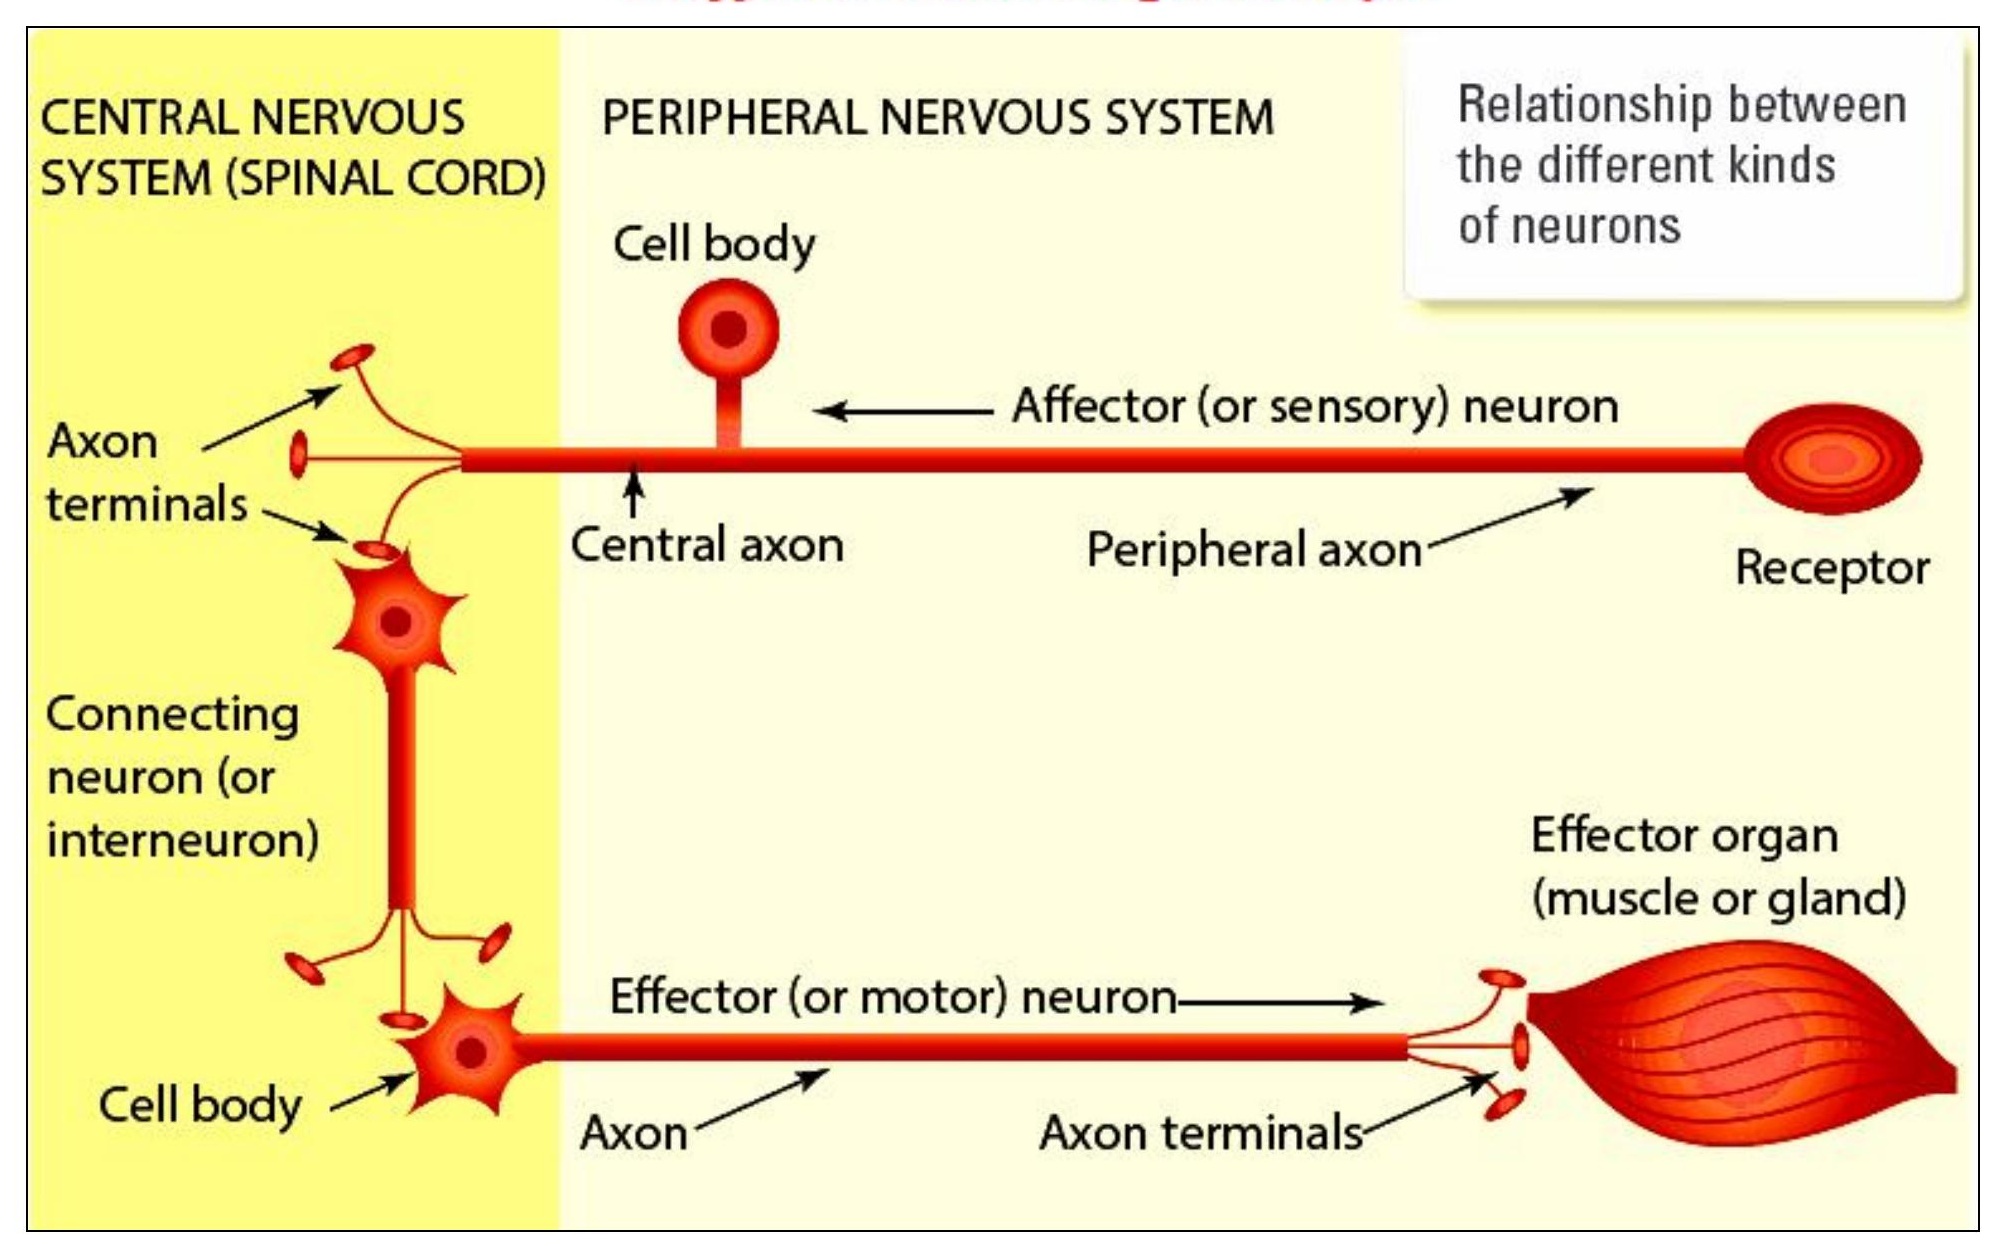 CENTRAL NERVOUS
SYSTEM (SPINAL CORD)
PERIPHERAL NERVOUS SYSTEM
Relationship between
the different kinds
of neurons
Cell body
Affector (or sensory) neuron
Axon
terminals
Central axon
Peripheral axon
Receptor
Connecting
neuron (or
interneuron)
Effector organ
(muscle or gland)
Effector (or motor) neuron
Cell body
Axon
Axon terminals